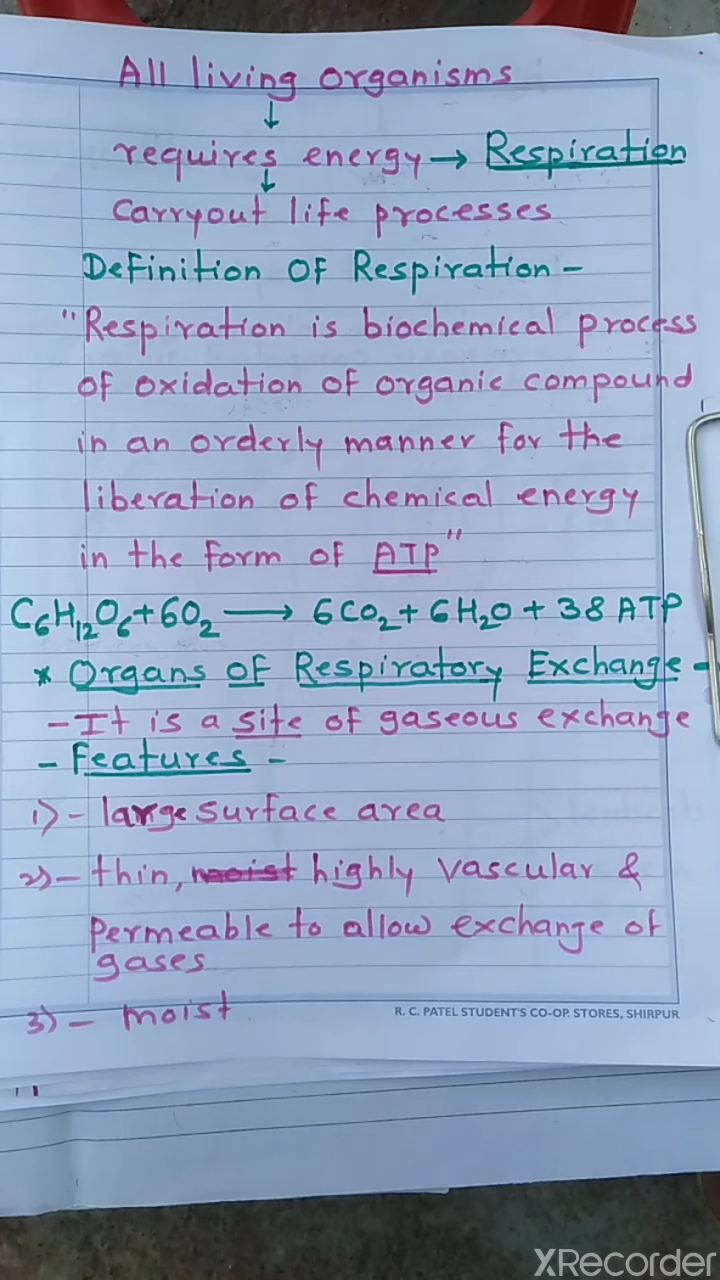 All living organisms
↓
requires energy → Respiration
↓
Carryout life processes
Definition Of Respiration -
"Respiration is biochemical process
of oxidation of organic compound
in an orderly manner for the
liberation of chemical energy
in the form of ATP"
C₆H₁₂O₆ + 6O₂ ⟶ 6CO₂ + 6H₂O + 38 ATP
* Organs of Respiratory Exchange -
- It is a site of gaseous exchange
- Features -
1) - large surface area
2) - thin, moist highly vascular &
permeable to allow exchange of
gases
3) - moist
R. C. PATEL STUDENT'S CO-OP. STORES, SHIRPUR
XRecorder